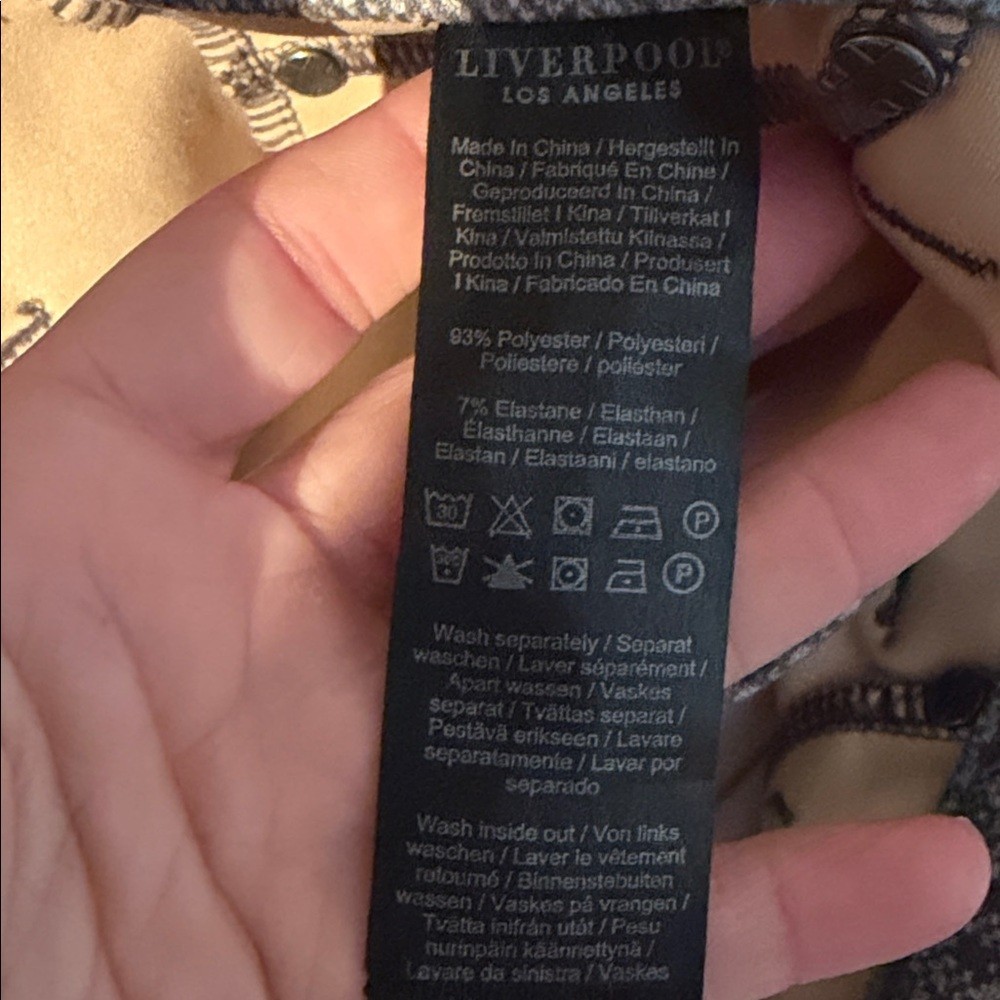 LIVERPOOL®
LOS ANGELES
Made In China / Hergestellt In
China / Fabriqué En Chine /
Geproduceerd In China /
Fremstillet I Kina / Tillverkat I
Kina / Valmistettu Kiinassa /
Prodotto In China / Produsert
I Kina / Fabricado En China
93% Polyester / Polyesteri /
Poliestere / poliéster
7% Elastane / Elasthan /
Élasthanne / Elastaan /
Elastan / Elastaani / elastano
30 P
P
Wash separately / Separat
waschen / Laver séparément /
Apart wassen / Vaskes
separat / Tvättas separat /
Pestävä erikseen / Lavare
separatamente / Lavar por
separado
Wash inside out / Von links
waschen / Laver le vêtement
retourné / Binnenstebuiten
wassen / Vaskes på vrangen /
Tvätta inifrån utåt / Pesu
nurinpäin käännettynä /
Lavare da sinistra / Vaskes